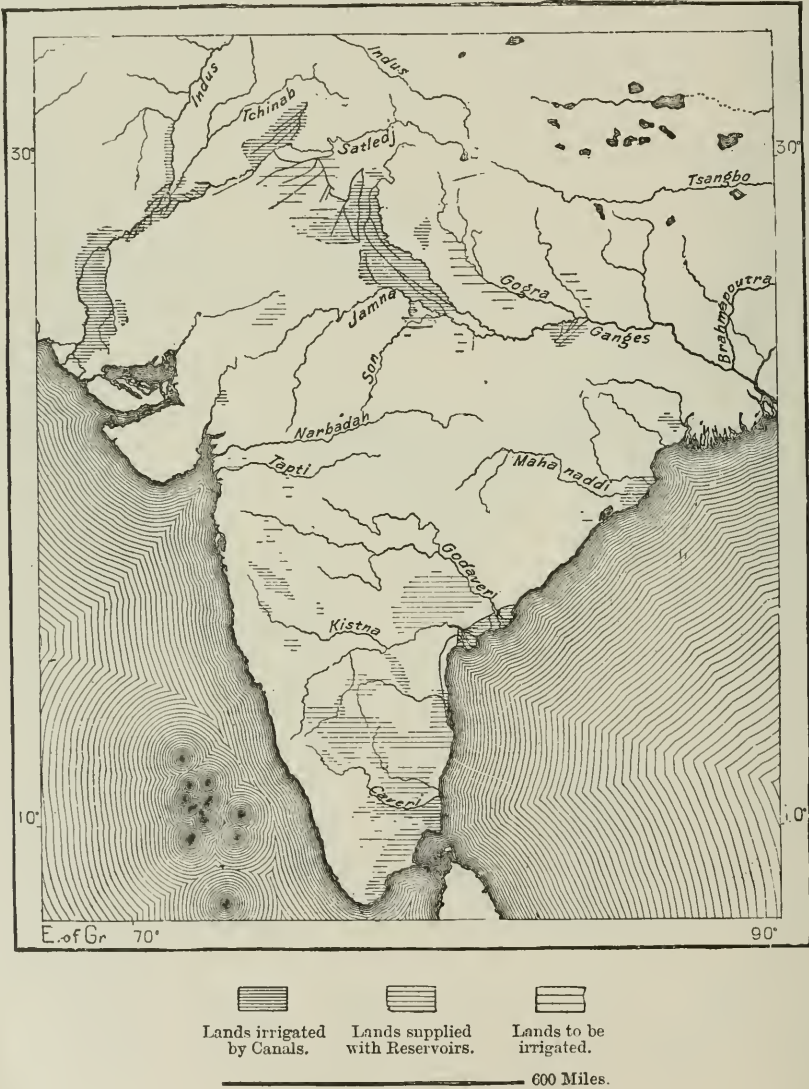 Indus
Indus
Tchinab
30°
Satledj
30°
Tsangbo
Gogra
Jamna
Ganges
Brahmapoutra
Son
Narbadah
Tapti
Maha naddi
Godaveri
Kistna
Caveri
10°
10°
E. of Gr 70°
90°
Lands irrigated
by Canals.
Lands supplied
with Reservoirs.
Lands to be
irrigated.
600 Miles.